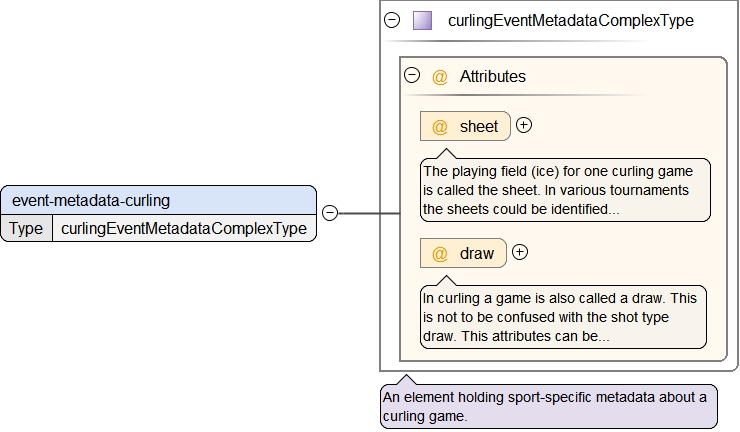 curlingEventMetadataComplexType
@ Attributes
@ sheet
The playing field (ice) for one curling game
is called the sheet. In various tournaments
the sheets could be identified...
event-metadata-curling
Type curlingEventMetadataComplexType
@ draw
In curling a game is also called a draw. This
is not to be confused with the shot type
draw. This attributes can be...
An element holding sport-specific metadata about a
curling game.